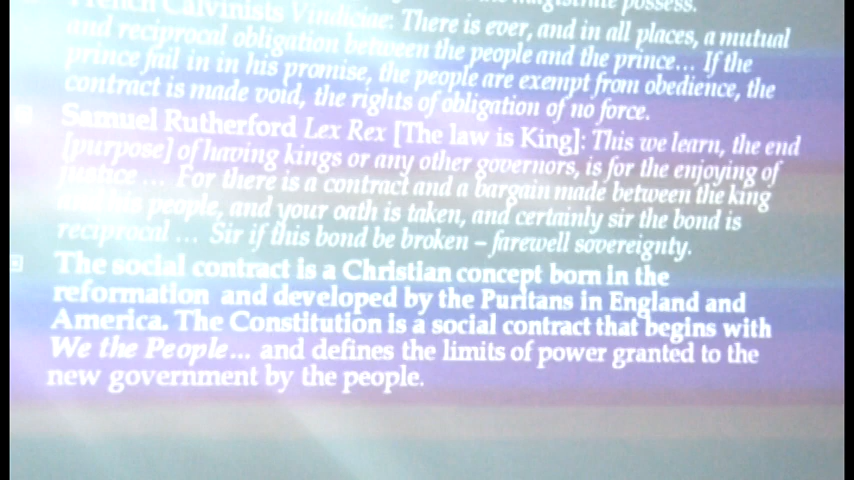 the magistrate possess.
French Calvinists Vindiciae: There is ever, and in all places, a mutual
and reciprocal obligation between the people and the prince... If the
prince fail in in his promise, the people are exempt from obedience, the
contract is made void, the rights of obligation of no force.
Samuel Rutherford Lex Rex [The law is King]: This we learn, the end
[purpose] of having kings or any other governors, is for the enjoying of
justice ... For there is a contract and a bargain made between the king
and his people, and your oath is taken, and certainly sir the bond is
reciprocal ... Sir if this bond be broken – farewell sovereignty.
The social contract is a Christian concept born in the
reformation and developed by the Puritans in England and
America. The Constitution is a social contract that begins with
We the People... and defines the limits of power granted to the
new government by the people.